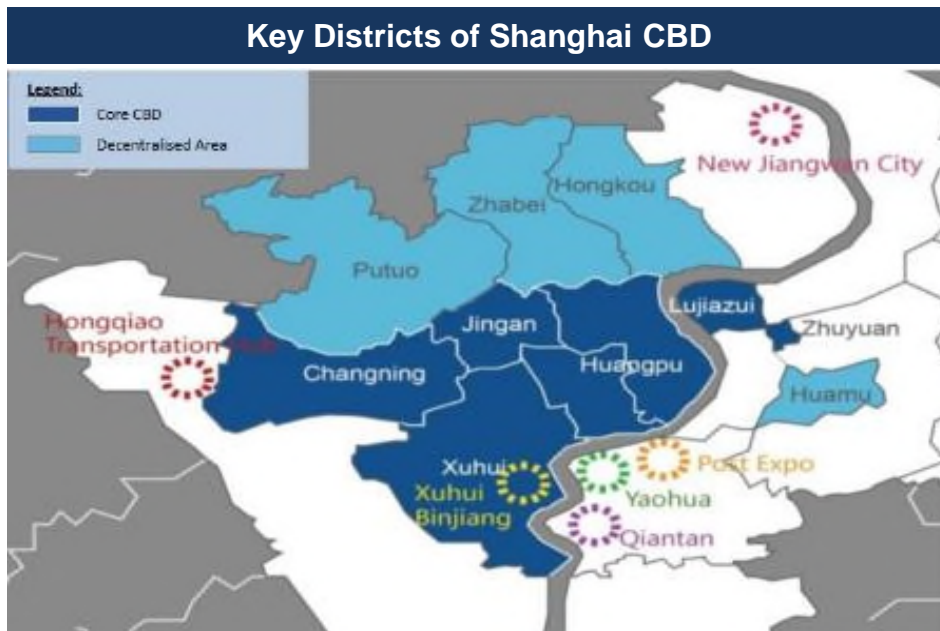 Key Districts of Shanghai CBD
Legend:
Core CBD
Decentralised Area
New Jiangwan City
Hongkou
Zhabei
Putuo
Lujiazui
Hongqiao
Transportation Hub
Jingan
Zhuyuan
Changning
Huangpu
Huamu
Xuhui
Xuhui
Binjiang
Post Expo
Yaohua
Qiantan